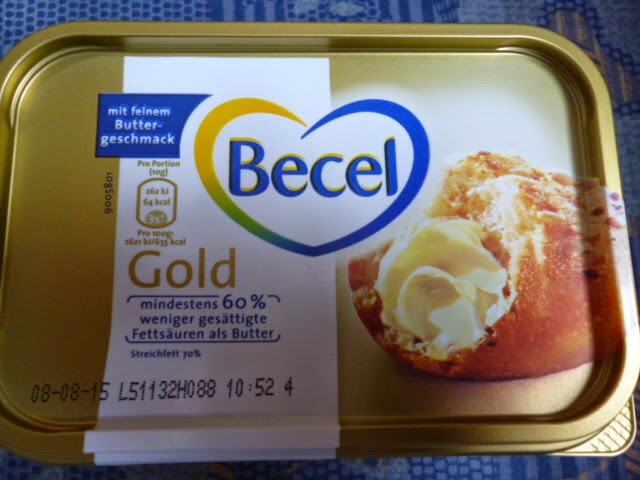 mit feinem
Butter-
geschmack
Becel
Pro Portion
(10g)
262 kJ
64 kcal
Pro 100g:
2621 kJ/635 kcal
9005801
Gold
mindestens 60%
weniger gesättigte
Fettsäuren als Butter
Streichfett 70%
08-08-15 L51132H088 10:52 4